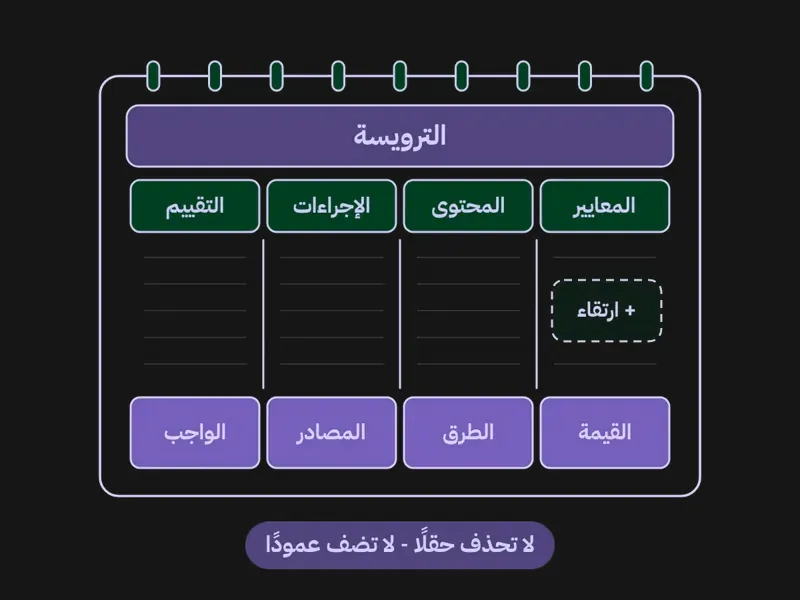 الترويسة
المعايير
المحتوى
الإجراءات
التقييم
+ ارتقاء
القيمة
الطرق
المصادر
الواجب
لا تحذف حقلًا - لا تضف عمودًا